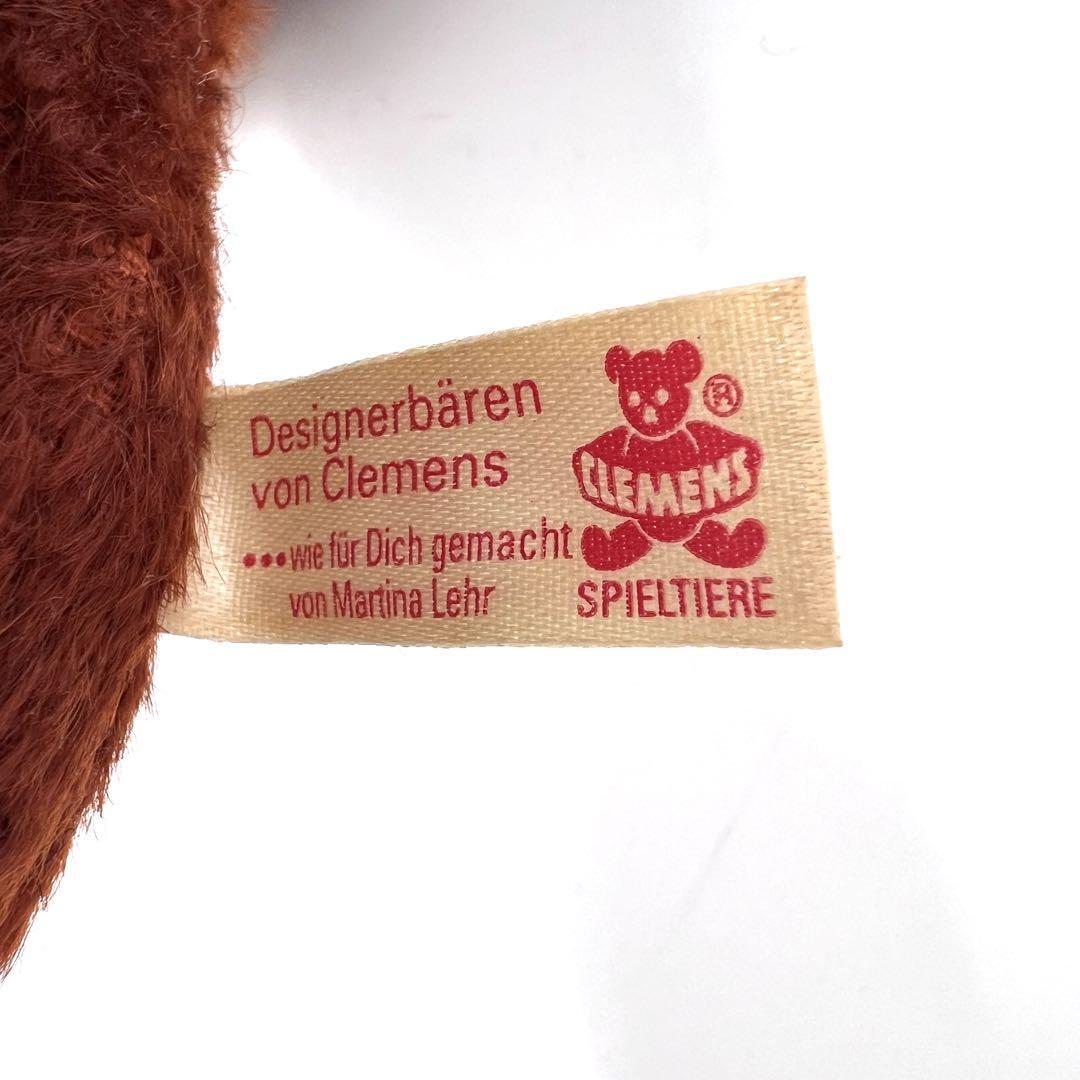 Designerbären
von Clemens
•••wie für Dich gemacht
von Martina Lehr
CLEMENS
SPIELTIERE